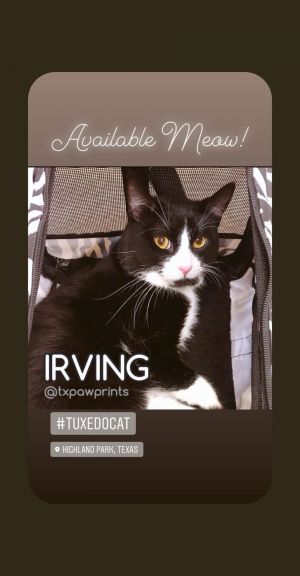 Available Meow!
IRVING
@txpawprints
#TUXEDOCAT
HIGHLAND PARK, TEXAS